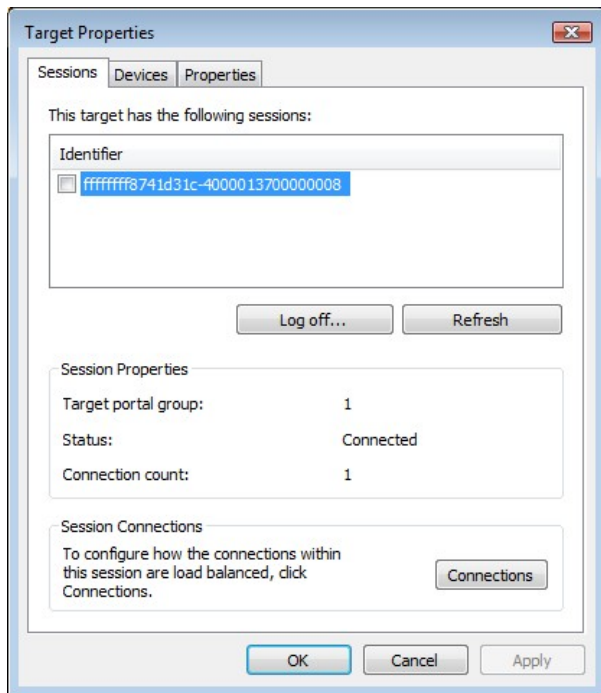 Target Properties
Sessions Devices Properties
This target has the following sessions:
Identifier
ffffffff8741d31c-4000013700000008
Log off... Refresh
Session Properties
Target portal group: 1
Status: Connected
Connection count: 1
Session Connections
To configure how the connections within
this session are load balanced, click
Connections.
Connections
OK Cancel Apply